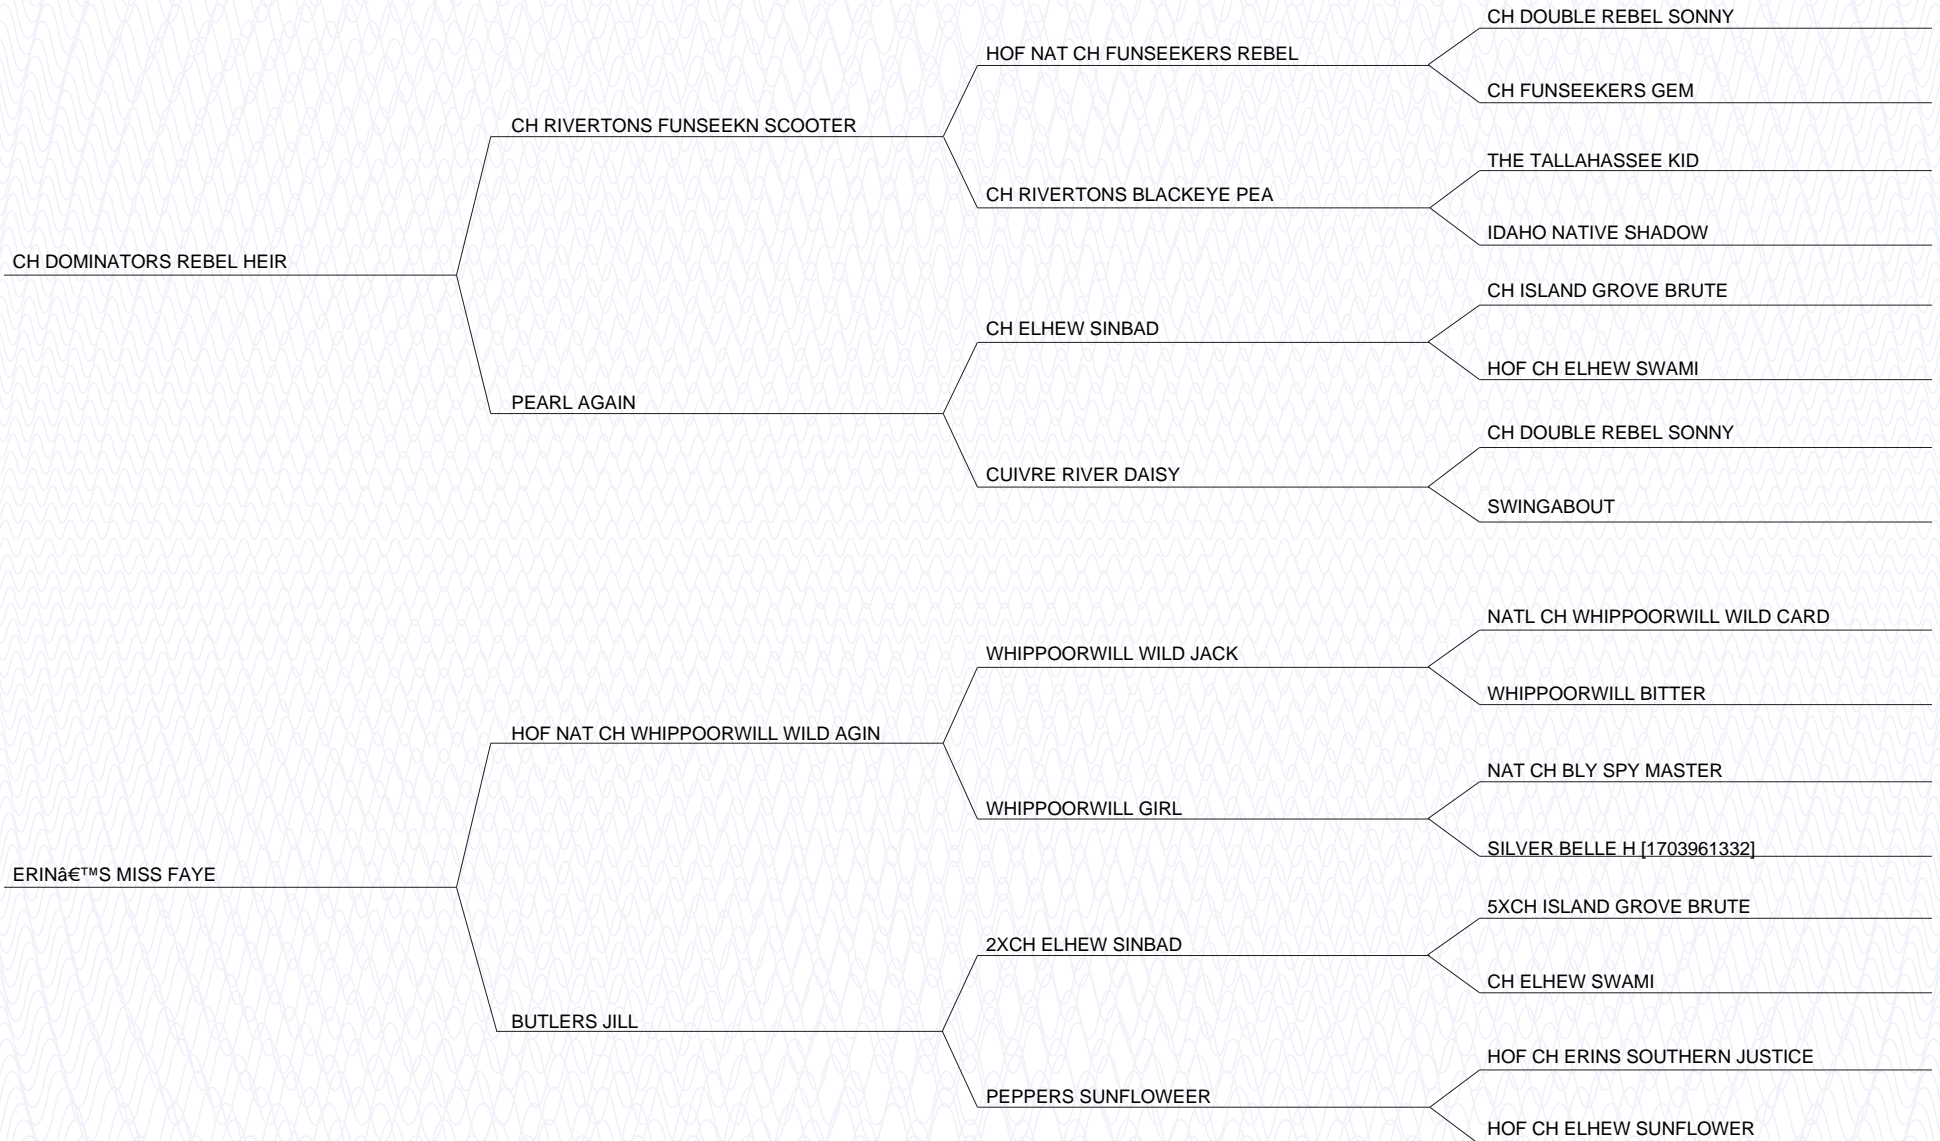 CH DOUBLE REBEL SONNY
HOF NAT CH FUNSEEKERS REBEL
CH FUNSEEKERS GEM
CH RIVERTONS FUNSEEKN SCOOTER
THE TALLAHASSEE KID
CH RIVERTONS BLACKEYE PEA
IDAHO NATIVE SHADOW
CH DOMINATORS REBEL HEIR
CH ISLAND GROVE BRUTE
CH ELHEW SINBAD
HOF CH ELHEW SWAMI
PEARL AGAIN
CH DOUBLE REBEL SONNY
CUIVRE RIVER DAISY
SWINGABOUT
NATL CH WHIPPOORWILL WILD CARD
WHIPPOORWILL WILD JACK
WHIPPOORWILL BITTER
HOF NAT CH WHIPPOORWILL WILD AGIN
NAT CH BLY SPY MASTER
WHIPPOORWILL GIRL
SILVER BELLE H [1703961332]
ERINâ€™S MISS FAYE
5XCH ISLAND GROVE BRUTE
2XCH ELHEW SINBAD
CH ELHEW SWAMI
BUTLERS JILL
HOF CH ERINS SOUTHERN JUSTICE
PEPPERS SUNFLOWEER
HOF CH ELHEW SUNFLOWER